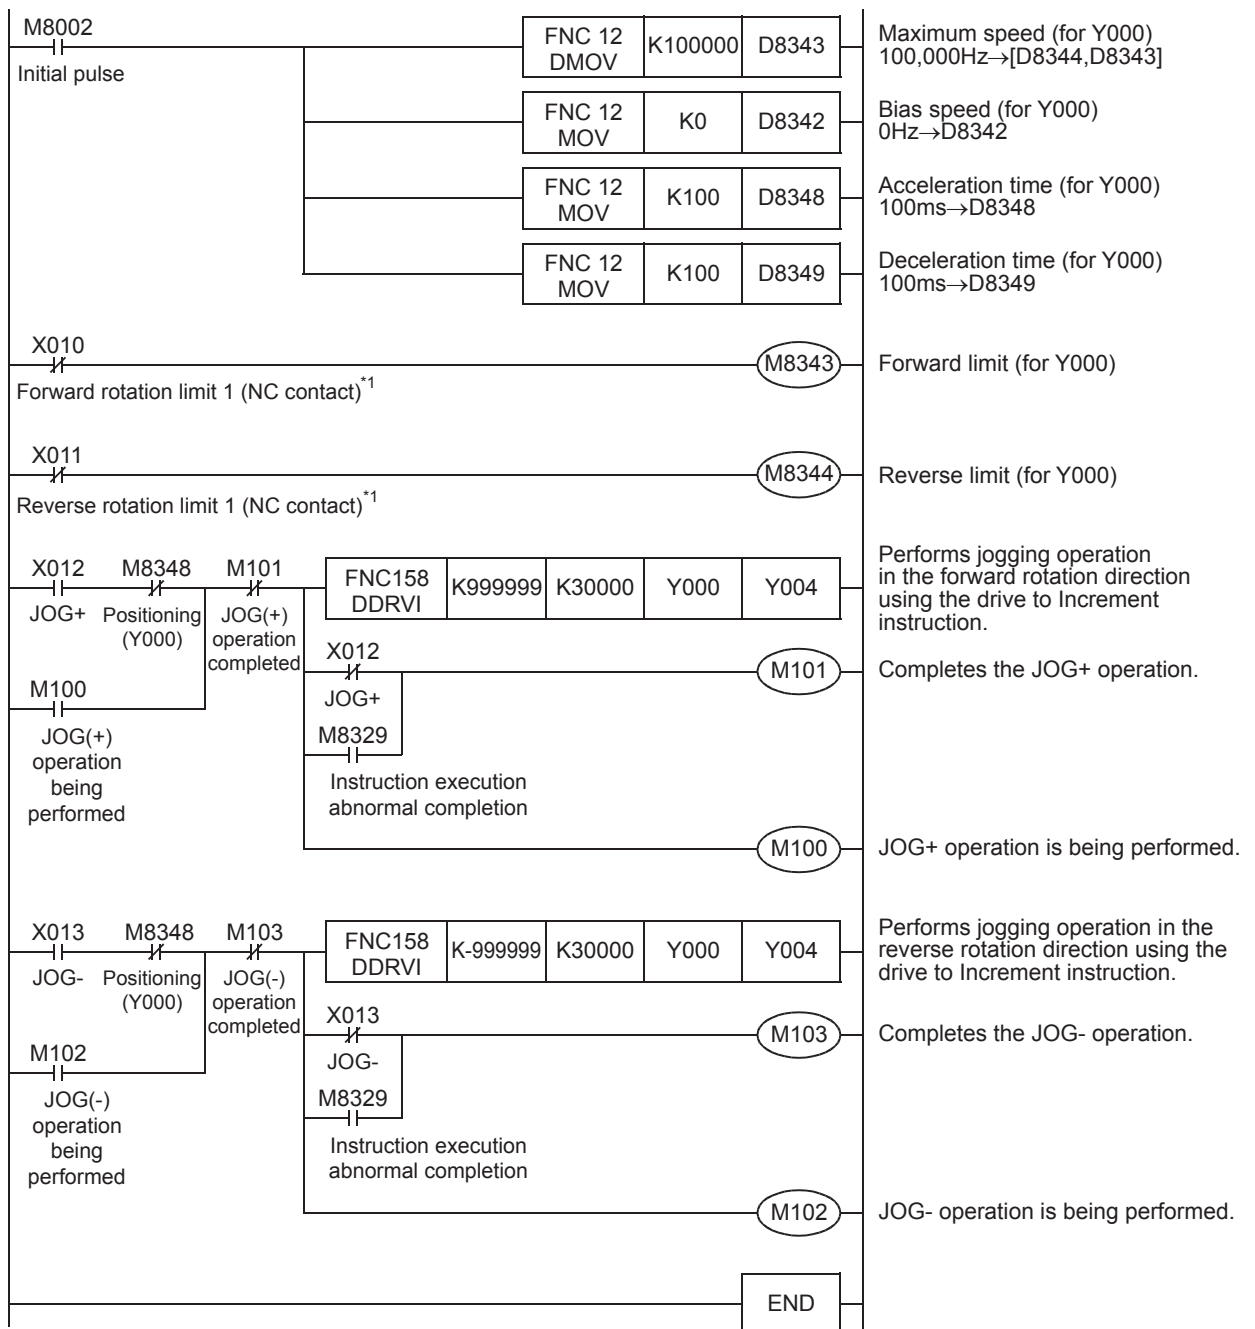 M8002
Initial pulse
FNC 12
DMOV
K100000
D8343
Maximum speed (for Y000)
100,000Hz→[D8344,D8343]
FNC 12
MOV
K0
D8342
Bias speed (for Y000)
0Hz→D8342
FNC 12
MOV
K100
D8348
Acceleration time (for Y000)
100ms→D8348
FNC 12
MOV
K100
D8349
Deceleration time (for Y000)
100ms→D8349
X010
Forward rotation limit 1 (NC contact)*1
M8343
Forward limit (for Y000)
X011
Reverse rotation limit 1 (NC contact)*1
M8344
Reverse limit (for Y000)
X012
JOG+
M8348
Positioning
(Y000)
M101
JOG(+)
operation
completed
FNC158
DDRVI
K999999
K30000
Y000
Y004
Performs jogging operation
in the forward rotation direction
using the drive to Increment
instruction.
X012
JOG+
M101
Completes the JOG+ operation.
M100
JOG(+)
operation
being
performed
M8329
Instruction execution
abnormal completion
M100
JOG+ operation is being performed.
X013
JOG-
M8348
Positioning
(Y000)
M103
JOG(-)
operation
completed
FNC158
DDRVI
K-999999
K30000
Y000
Y004
Performs jogging operation in the
reverse rotation direction using the
drive to Increment instruction.
X013
JOG-
M103
Completes the JOG- operation.
M102
JOG(-)
operation
being
performed
M8329
Instruction execution
abnormal completion
M102
JOG- operation is being performed.
END